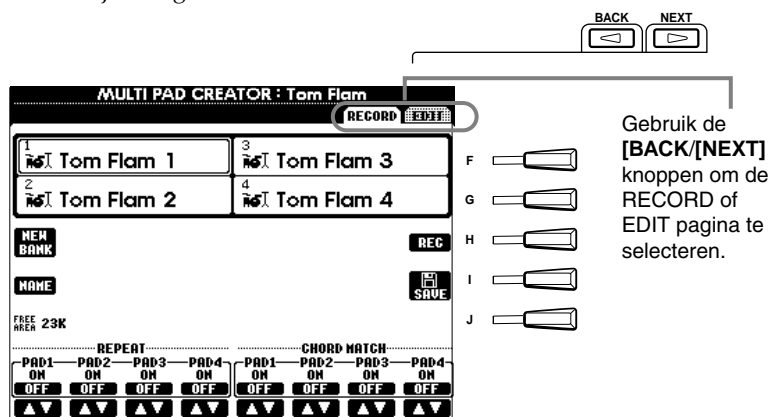 BACK NEXT
MULTI PAD CREATOR : Tom Flam
RECORD EDIT
1 Tom Flam 1
3 Tom Flam 3
2 Tom Flam 2
4 Tom Flam 4
NEW
BANK
REC
NAME
SAVE
FREE
AREA 23K
REPEAT CHORD MATCH
PAD1 PAD2 PAD3 PAD4 PAD1 PAD2 PAD3 PAD4
ON ON ON ON ON ON ON ON
OFF OFF OFF OFF OFF OFF OFF OFF
F
G
H
I
J
Gebruik de
[BACK/[NEXT]
knoppen om de
RECORD of
EDIT pagina te
selecteren.